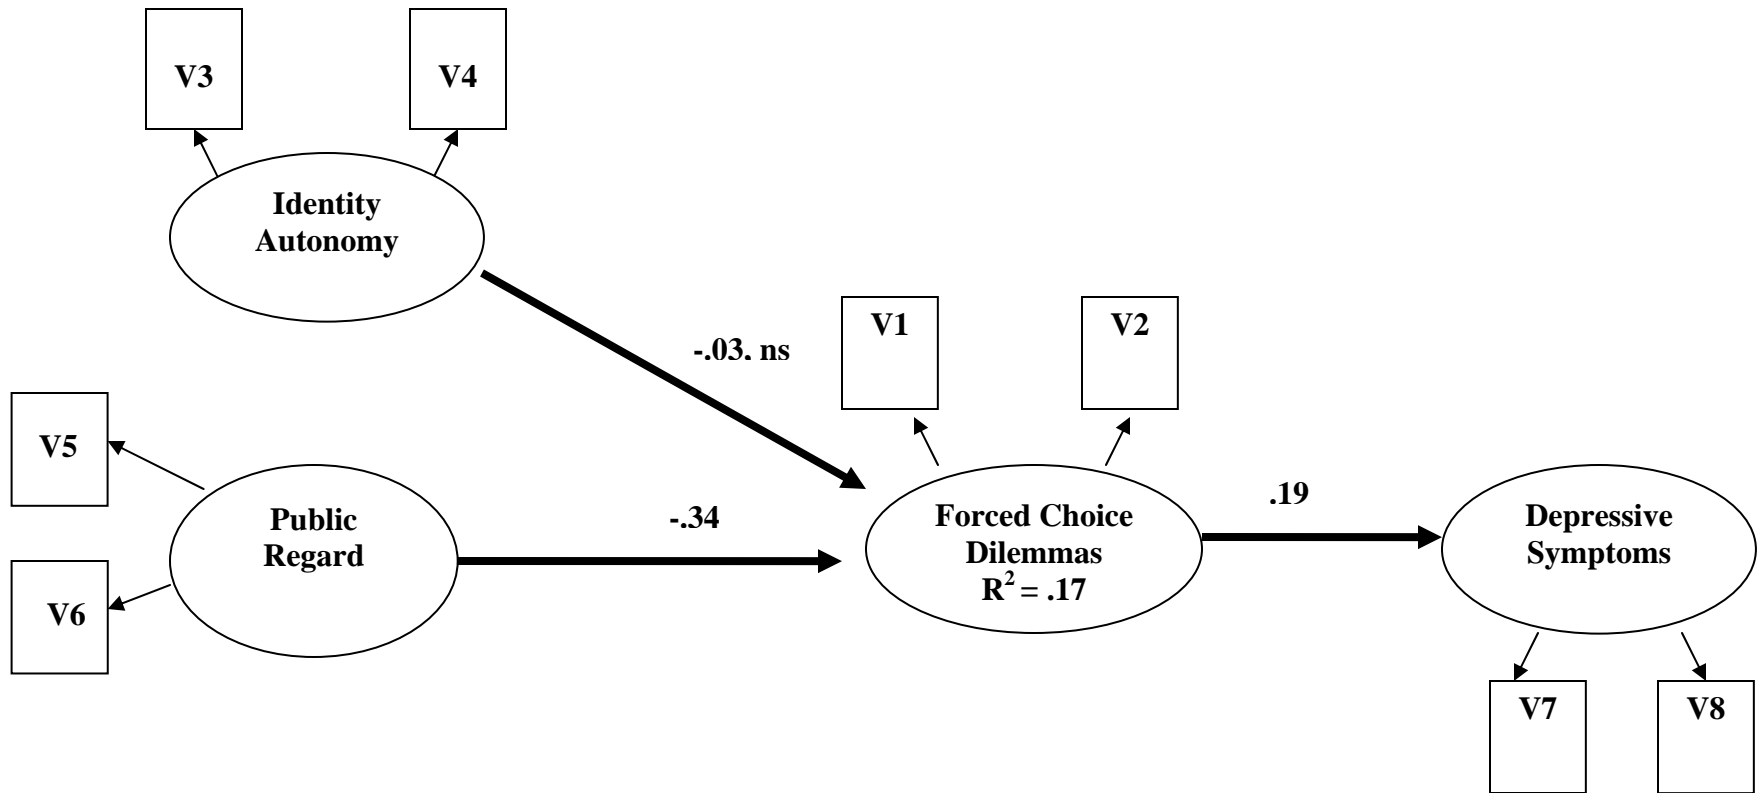 V3
V4
Identity
Autonomy
-.03, ns
V1
V2
V5
V6
Public
Regard
-.34
Forced Choice
Dilemmas
R² = .17
.19
Depressive
Symptoms
V7
V8